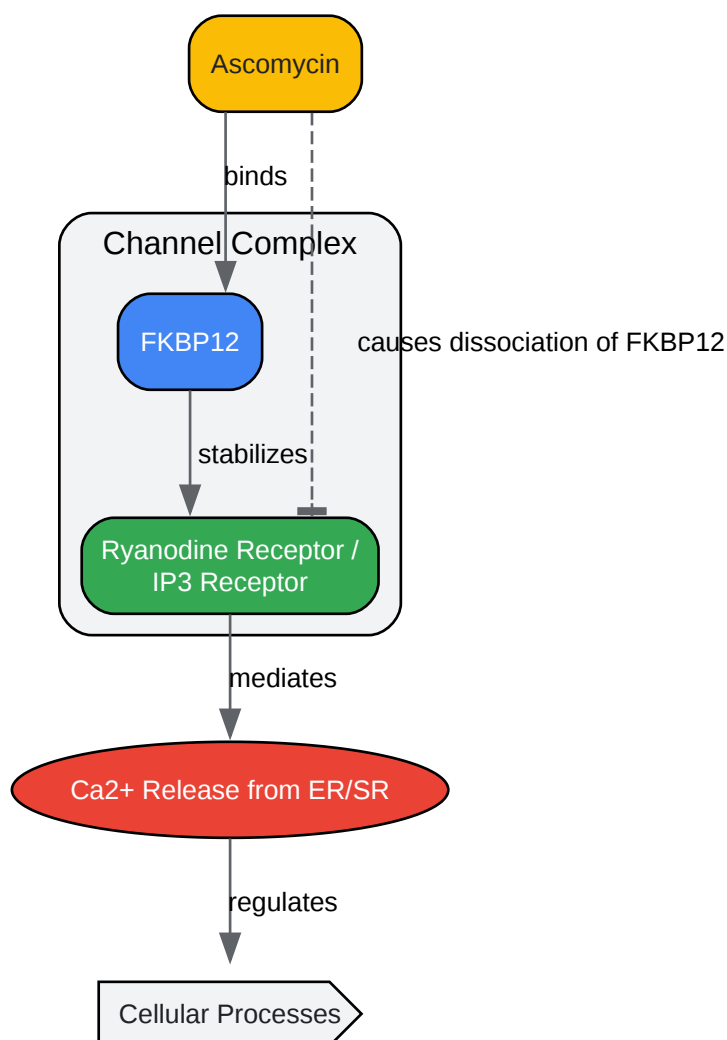 Ascomycin
binds
Channel Complex
FKBP12
causes dissociation of FKBP12
stabilizes
Ryanodine Receptor /
IP3 Receptor
mediates
Ca2+ Release from ER/SR
regulates
Cellular Processes